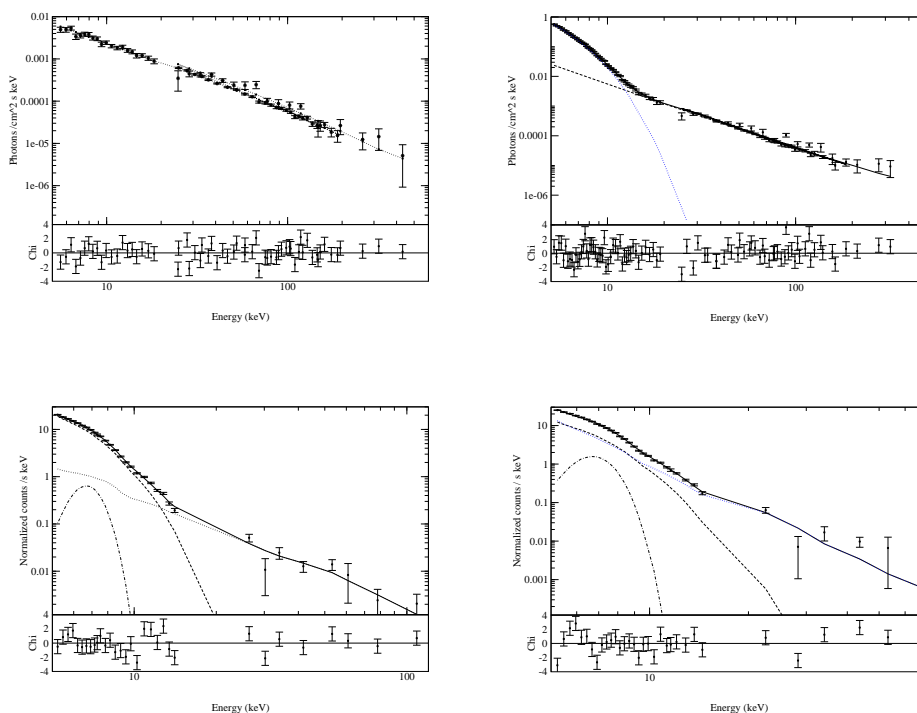 0.01
0.001
0.0001
1e-05
1e-06
Photons /cm^2 s keV
4
2
0
-2
-4
Chi
10
100
Energy (keV)
1
0.01
0.0001
1e-06
Photons /cm^2 s keV
4
2
0
-2
-4
Chi
10
100
Energy (keV)
10
1
0.1
0.01
Normalized counts /s keV
4
2
0
-2
-4
Chi
10
100
Energy (keV)
10
1
0.1
0.01
0.001
Normalized counts / s keV
4
2
0
-2
-4
Chi
10
Energy (keV)